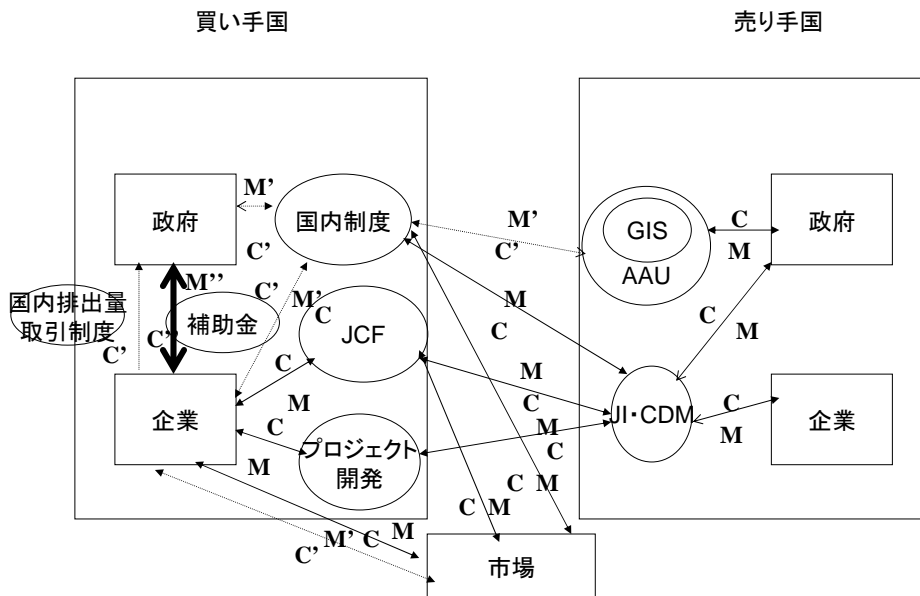 買い手国
売り手国
M’
政府
国内制度
M’
C
GIS
政府
C’
C’
M
AAU
M’’
C’
M’
国内排出量
取引制度
補助金
C
M
C
M
C’’
C
JCF
C’
C
M
M
C
企業
C
JI・CDM
C
企業
M
C
プロジェクト
開発
M
C
M
M
C
M
C
M
C’
M’
C
M
市場